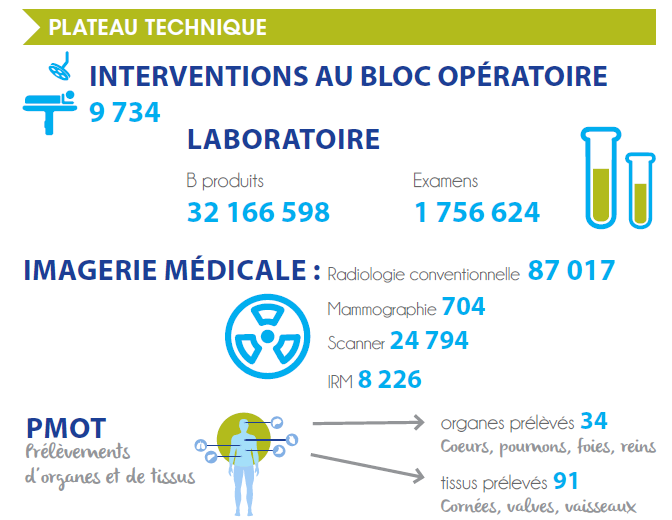 PLATEAU TECHNIQUE
INTERVENTIONS AU BLOC OPÉRATOIRE
9 734
LABORATOIRE
B produits
32 166 598
Examens
1 756 624
IMAGERIE MÉDICALE : Radiologie conventionnelle 87 017
Mammographie 704
Scanner 24 794
IRM 8 226
PMOT
Prélèvements
d'organes et de tissus
organes prélèvés 34
Coeurs, poumons, foies, reins
tissus prélevés 91
Cornées, valves, vaisseaux